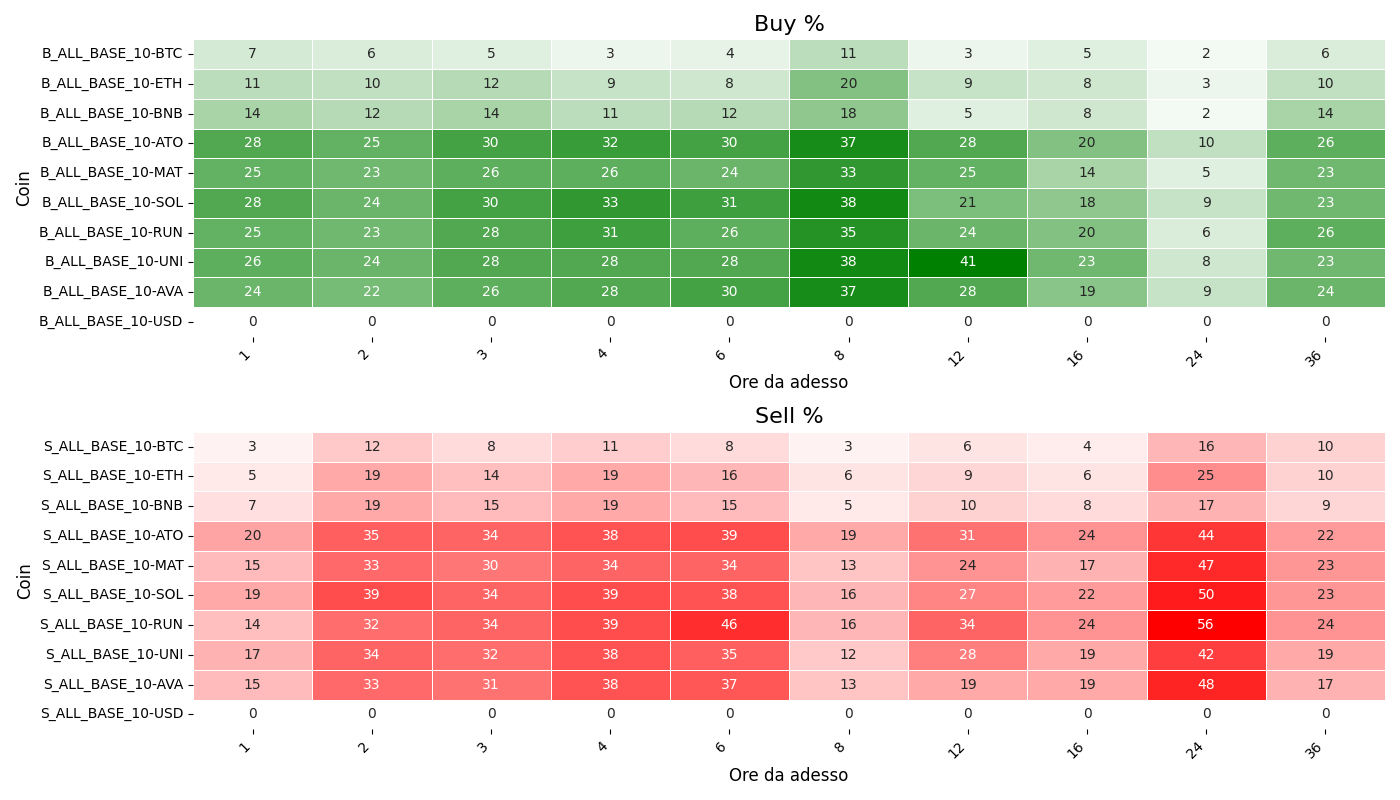 Buy %
Coin
B_ALL_BASE_10-BTC 7 6 5 3 4 11 3 5 2 6
B_ALL_BASE_10-ETH 11 10 12 9 8 20 9 8 3 10
B_ALL_BASE_10-BNB 14 12 14 11 12 18 5 8 2 14
B_ALL_BASE_10-ATO 28 25 30 32 30 37 28 20 10 26
B_ALL_BASE_10-MAT 25 23 26 26 24 33 25 14 5 23
B_ALL_BASE_10-SOL 28 24 30 33 31 38 21 18 9 23
B_ALL_BASE_10-RUN 25 23 28 31 26 35 24 20 6 26
B_ALL_BASE_10-UNI 26 24 28 28 28 38 41 23 8 23
B_ALL_BASE_10-AVA 24 22 26 28 30 37 28 19 9 24
B_ALL_BASE_10-USD 0 0 0 0 0 0 0 0 0 0
1 2 3 4 6 8 12 16 24 36
Ore da adesso
Sell %
Coin
S_ALL_BASE_10-BTC 3 12 8 11 8 3 6 4 16 10
S_ALL_BASE_10-ETH 5 19 14 19 16 6 9 6 25 10
S_ALL_BASE_10-BNB 7 19 15 19 15 5 10 8 17 9
S_ALL_BASE_10-ATO 20 35 34 38 39 19 31 24 44 22
S_ALL_BASE_10-MAT 15 33 30 34 34 13 24 17 47 23
S_ALL_BASE_10-SOL 19 39 34 39 38 16 27 22 50 23
S_ALL_BASE_10-RUN 14 32 34 39 46 16 34 24 56 24
S_ALL_BASE_10-UNI 17 34 32 38 35 12 28 19 42 19
S_ALL_BASE_10-AVA 15 33 31 38 37 13 19 19 48 17
S_ALL_BASE_10-USD 0 0 0 0 0 0 0 0 0 0
1 2 3 4 6 8 12 16 24 36
Ore da adesso